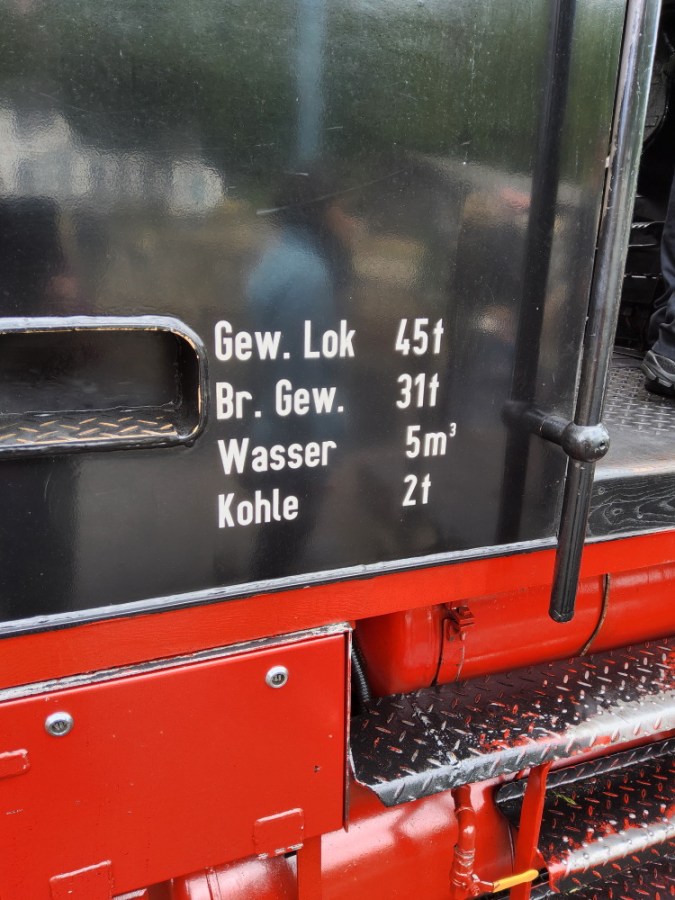 Gew. Lok 45t
Br. Gew. 31t
Wasser 5m³
Kohle 2t